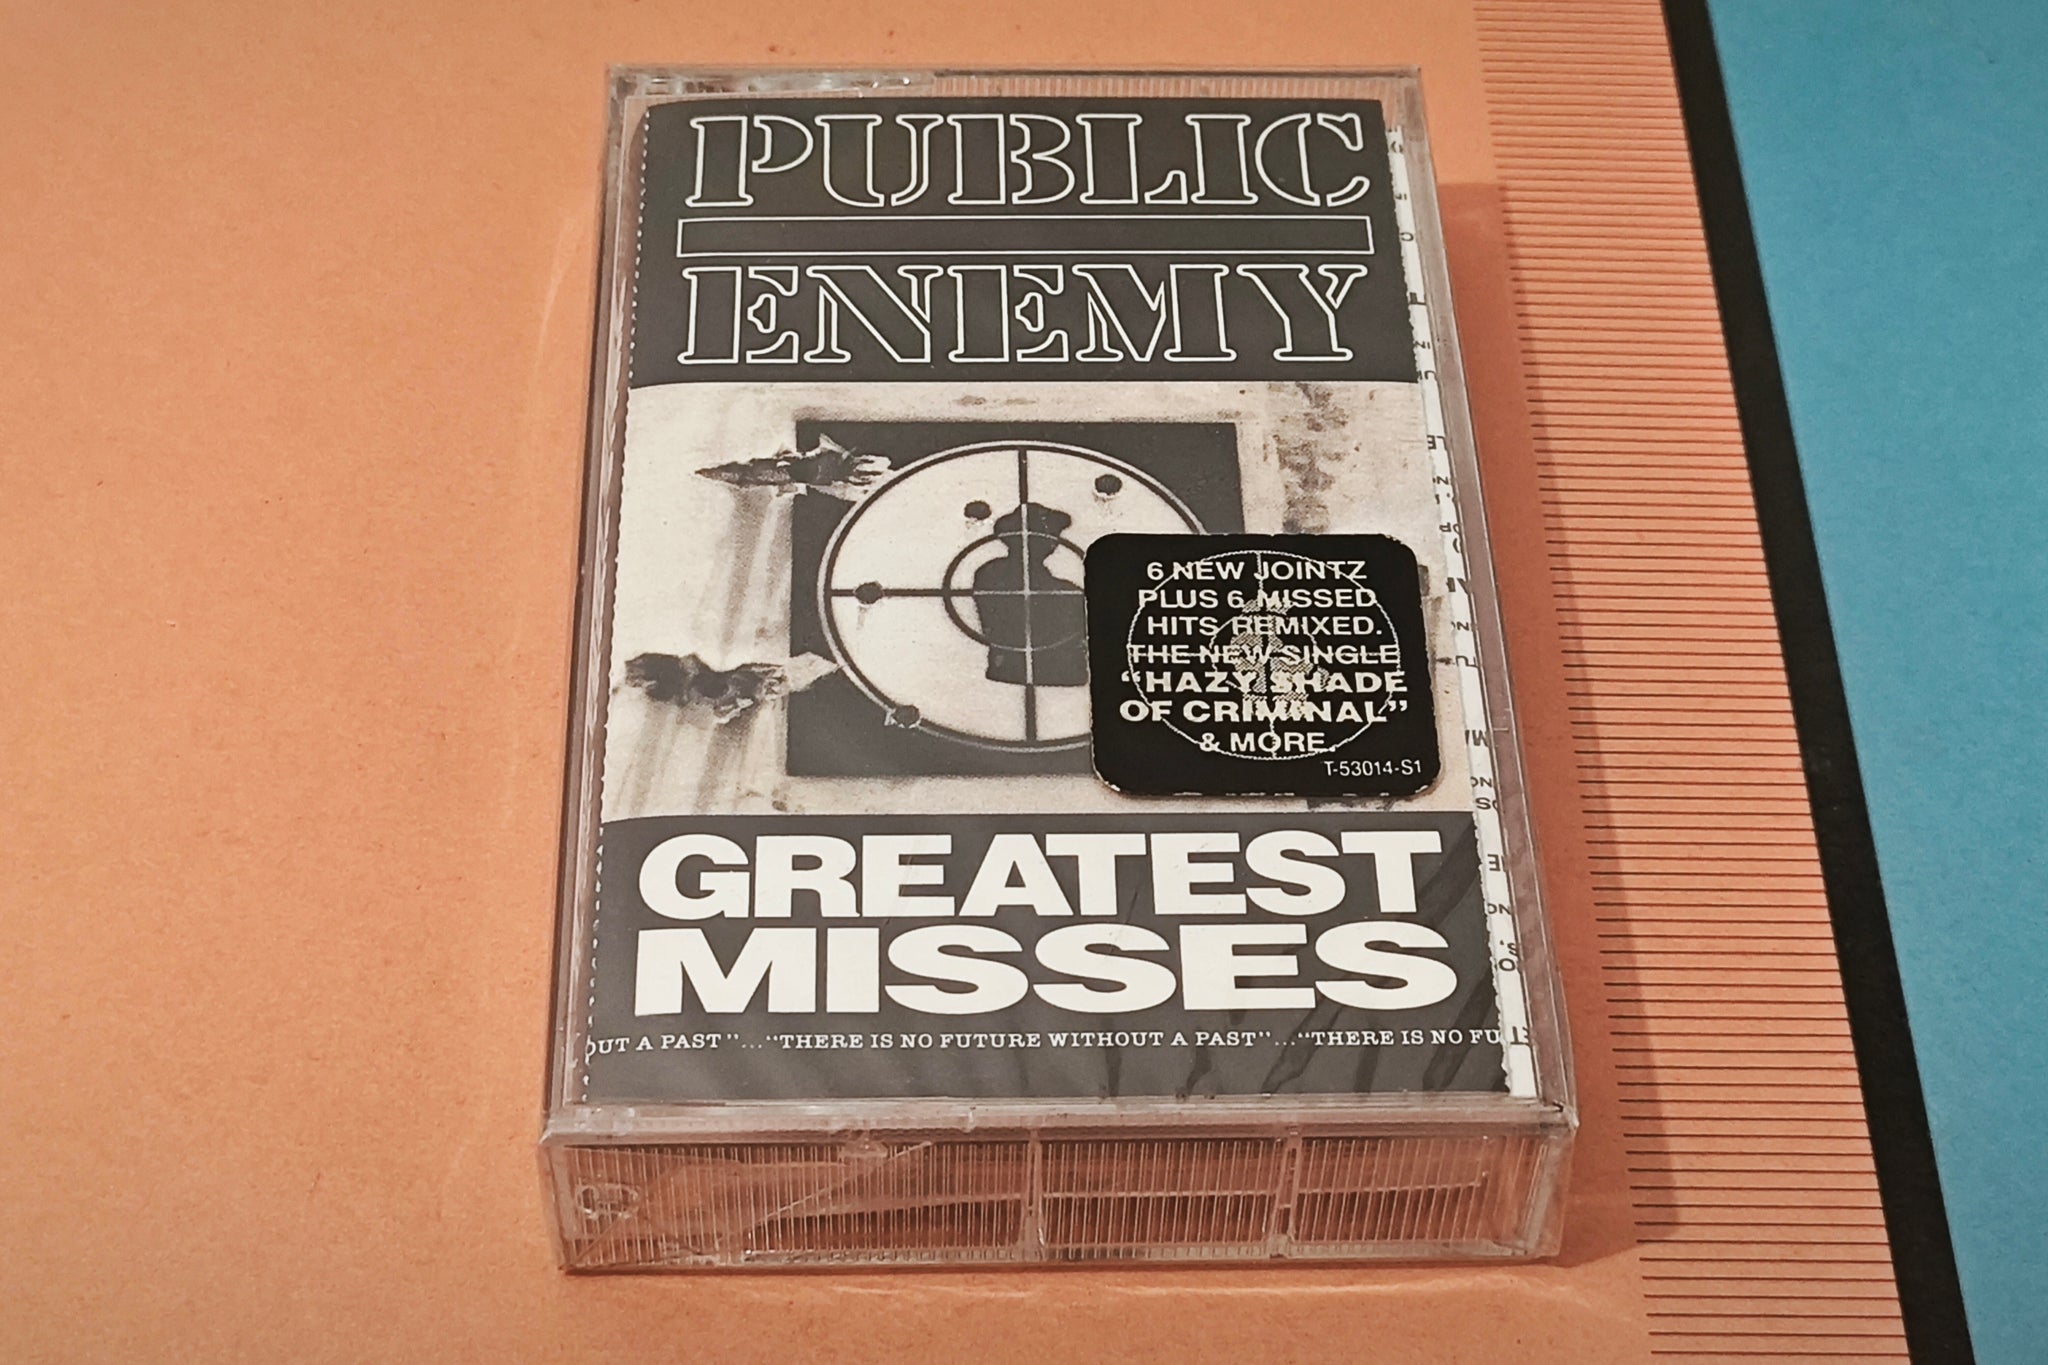 PUBLIC
ENEMY
6 NEW JOINTZ
PLUS 6 MISSED
HITS REMIXED.
THE NEW SINGLE
“HAZY SHADE
OF CRIMINAL”
& MORE.
T-53014-S1
GREATEST
MISSES
OUT A PAST”...“THERE IS NO FUTURE WITHOUT A PAST”...“THERE IS NO FU